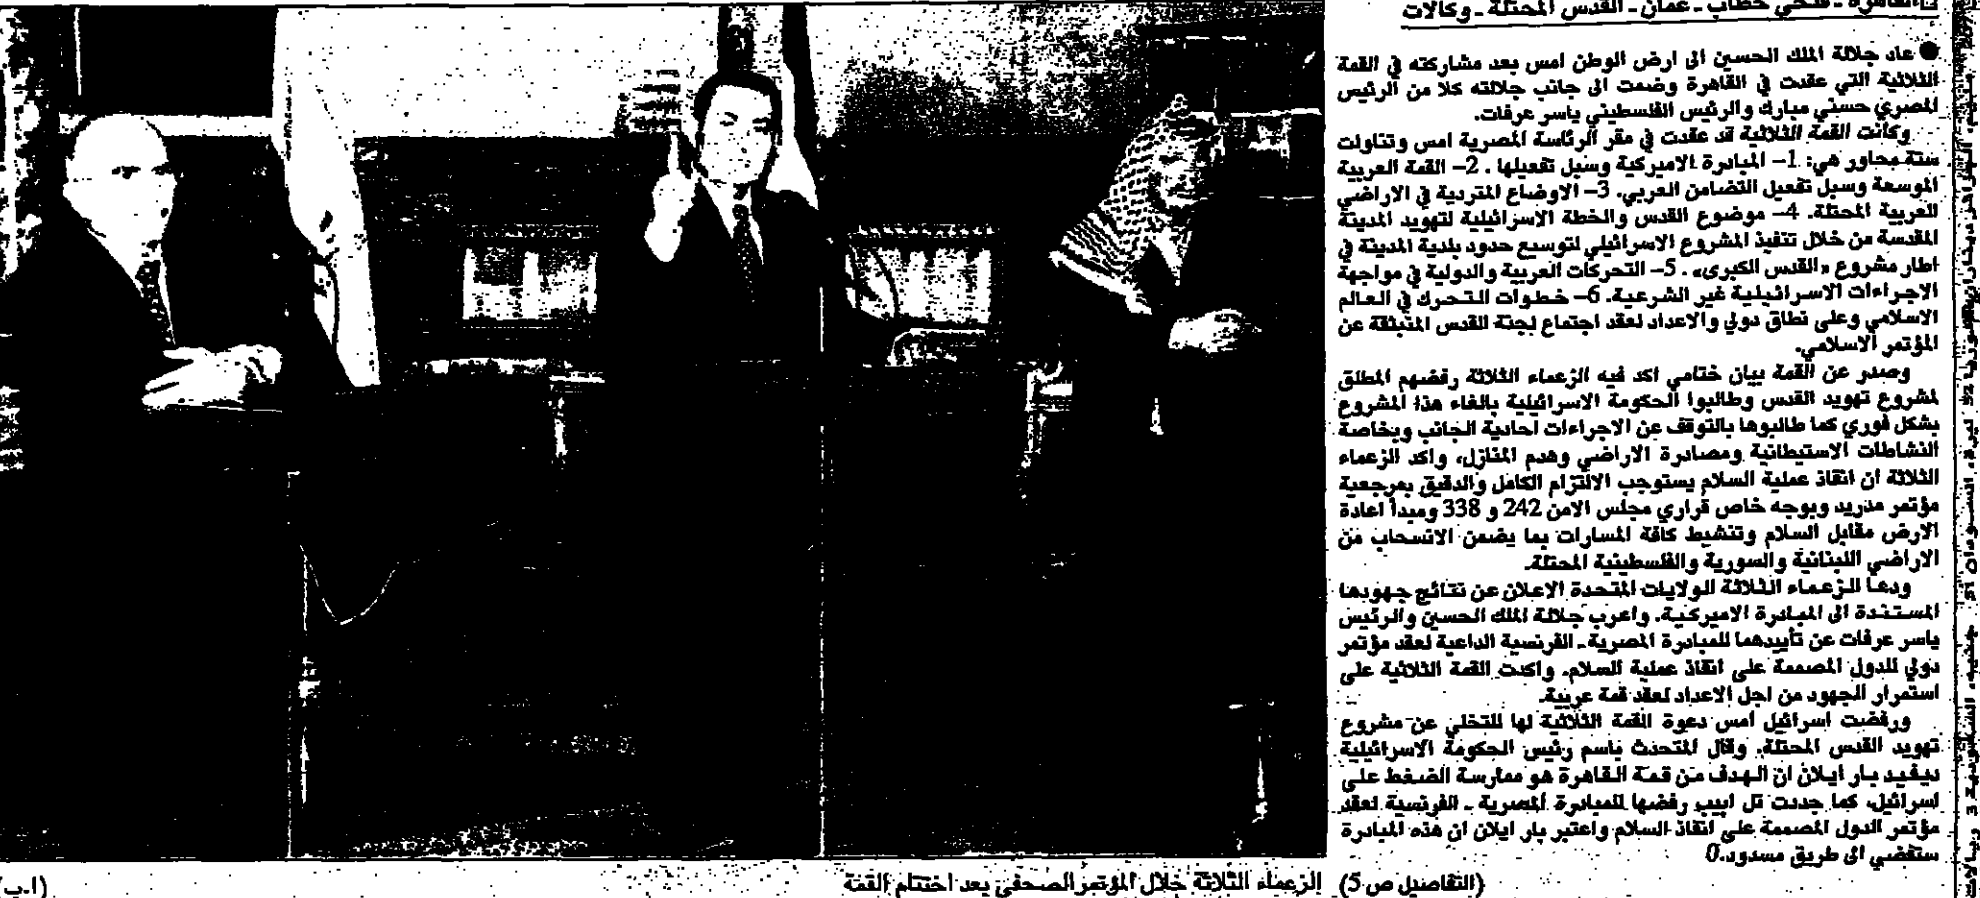 القاهرة ـ فتحي خطاب ـ عمان ـ القدس المحتلة ـ وكالات
● عاد جلالة الملك الحسين الى ارض الوطن امس بعد مشاركته في القمة
الثلاثية التي عقدت في القاهرة وضمت الى جانب جلالته كلا من الرئيس
المصري حسني مبارك والرئيس الفلسطيني ياسر عرفات.
وكانت القمة الثلاثية قد عقدت في مقر الرئاسة المصرية امس وتناولت
ستة محاور هي: 1– المبادرة الاميركية وسبل تفعيلها . 2– القمة العربية
الموسعة وسبل تفعيل التضامن العربي. 3– الاوضاع المتردية في الاراضي
العربية المحتلة. 4– موضوع القدس والخطة الاسرائيلية لتهويد المدينة
المقدسة من خلال تنفيذ المشروع الاسرائيلي لتوسيع حدود بلدية المدينة في
اطار مشروع «القدس الكبرى» . 5– التحركات العربية والدولية في مواجهة
الاجراءات الاسرائيلية غير الشرعية. 6– خطوات التحرك في العالم
الاسلامي وعلى نطاق دولي والاعداد لعقد اجتماع لجنة القدس المنبثقة عن
المؤتمر الاسلامي.
وصدر عن القمة بيان ختامي اكد فيه الزعماء الثلاثة رفضهم المطلق
لمشروع تهويد القدس وطالبوا الحكومة الاسرائيلية بالغاء هذا المشروع
بشكل فوري كما طالبوها بالتوقف عن الاجراءات احادية الجانب وبخاصة
النشاطات الاستيطانية ومصادرة الاراضي وهدم المنازل، واكد الزعماء
الثلاثة ان انقاذ عملية السلام يستوجب الالتزام الكامل والدقيق بمرجعية
مؤتمر مدريد وبوجه خاص قراري مجلس الامن 242 و 338 ومبدأ اعادة
الارض مقابل السلام وتنشيط كافة المسارات بما يضمن الانسحاب من
الاراضي اللبنانية والسورية والفلسطينية المحتلة.
ودعا الزعماء الثلاثة الولايات المتحدة الاعلان عن نتائج جهودها
المستندة الى المبادرة الاميركية. واعرب جلالة الملك الحسين والرئيس
ياسر عرفات عن تأييدهما للمبادرة المصرية ـ الفرنسية الداعية لعقد مؤتمر
دولي للدول المصممة على انقاذ عملية السلام. واكدت القمة الثلاثية على
استمرار الجهود من اجل الاعداد لعقد قمة عربية.
ورفضت اسرائيل امس دعوة القمة الثلاثية لها للتخلي عن مشروع
تهويد القدس المحتلة. وقال المتحدث باسم رئيس الحكومة الاسرائيلية
ديفيد بار ايلان ان الهدف من قمة القاهرة هو ممارسة الضغط على
اسرائيل، كما جددت تل ابيب رفضها للمبادرة المصرية ـ الفرنسية لعقد
مؤتمر الدول المصممة على انقاذ السلام واعتبر بار ايلان ان هذه المبادرة
ستفضي الى طريق مسدود.
(التفاصيل ص 5)
الزعماء الثلاثة خلال المؤتمر الصحفي بعد اختتام القمة
(ا.ب)